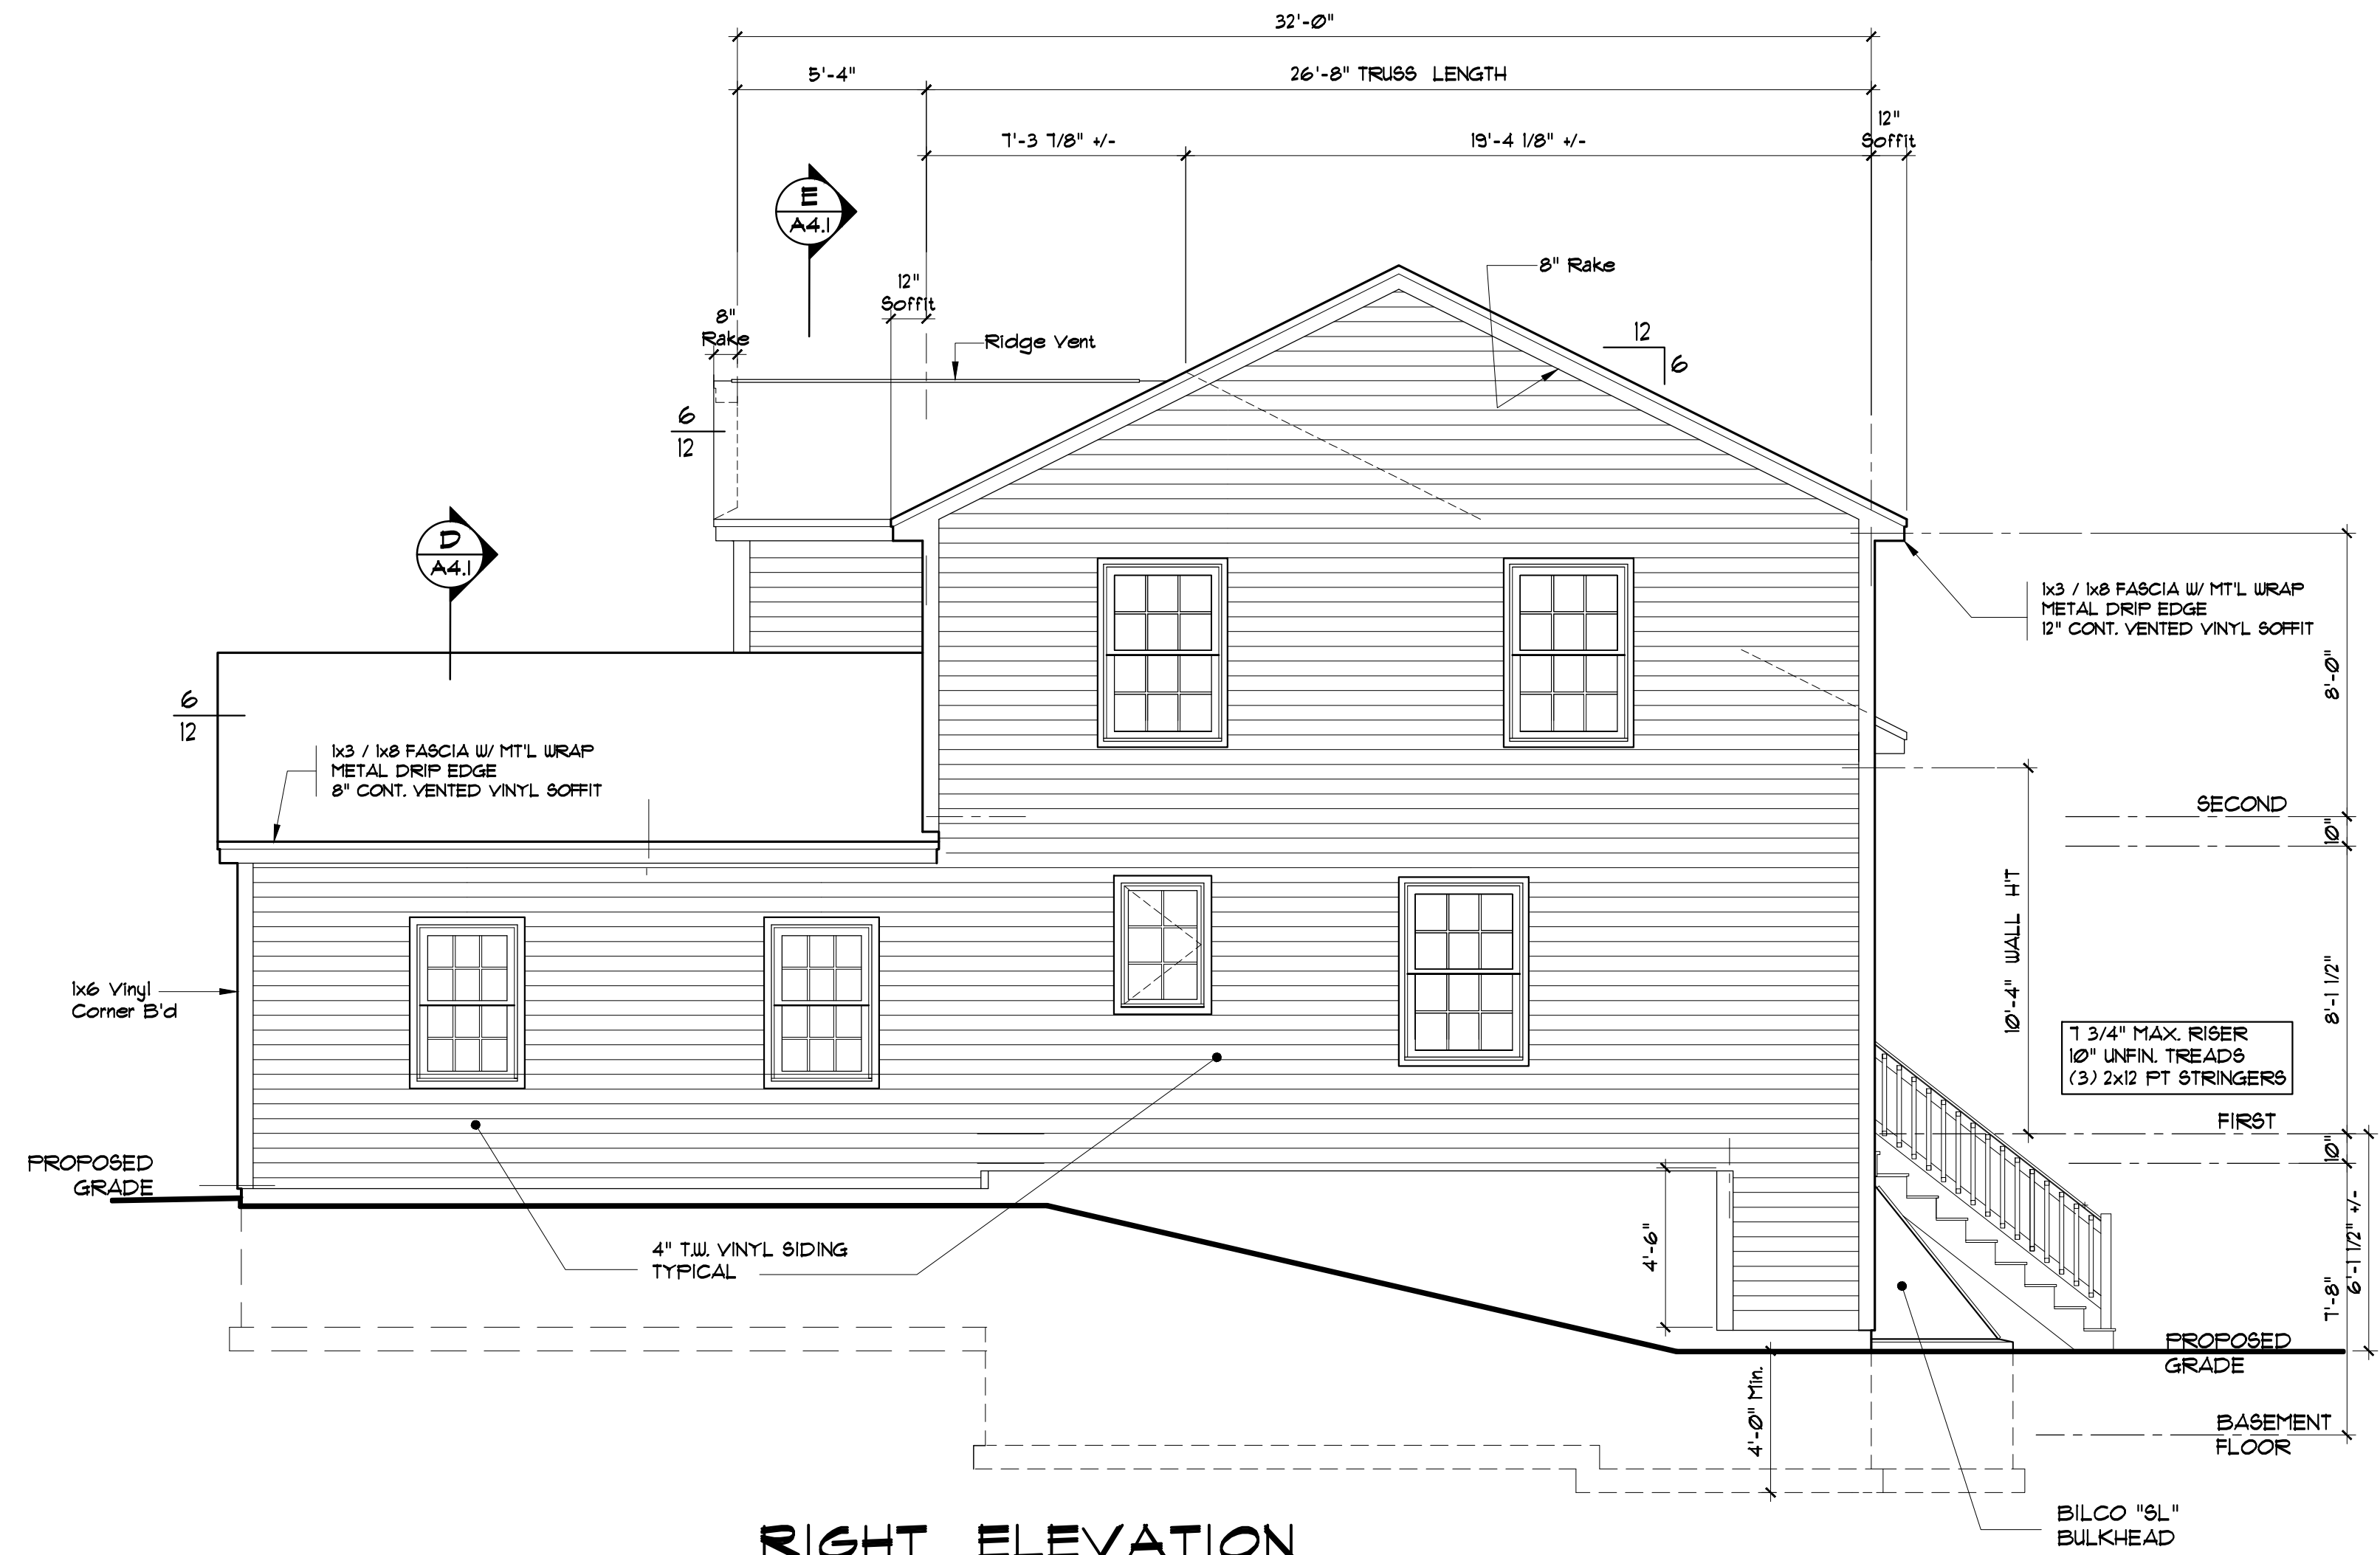 32'-0"
5'-4"
26'-8" TRUSS LENGTH
12"
Soffit
7'-3 7/8" +/-
19'-4 1/8" +/-
E
A4.1
8" Rake
12"
Soffit
8"
Rake
Ridge Vent
12
6
6
12
D
A4.1
1x3 / 1x8 FASCIA W/ MT'L WRAP
METAL DRIP EDGE
12" CONT. VENTED VINYL SOFFIT
8'-0"
6
12
1x3 / 1x8 FASCIA W/ MT'L WRAP
METAL DRIP EDGE
8" CONT. VENTED VINYL SOFFIT
SECOND
10"
10'-4" WALL H'T
8'-1 1/2"
1x6 Vinyl
Corner B'd
7 3/4" MAX. RISER
10" UNFIN. TREADS
(3) 2x12 PT STRINGERS
FIRST
10"
PROPOSED
GRADE
4'-6"
4" T.W. VINYL SIDING
TYPICAL
7'-8"
6'-1 1/2" +/-
PROPOSED
GRADE
4'-0" Min.
BASEMENT
FLOOR
BILCO "SL"
BULKHEAD
RIGHT ELEVATION